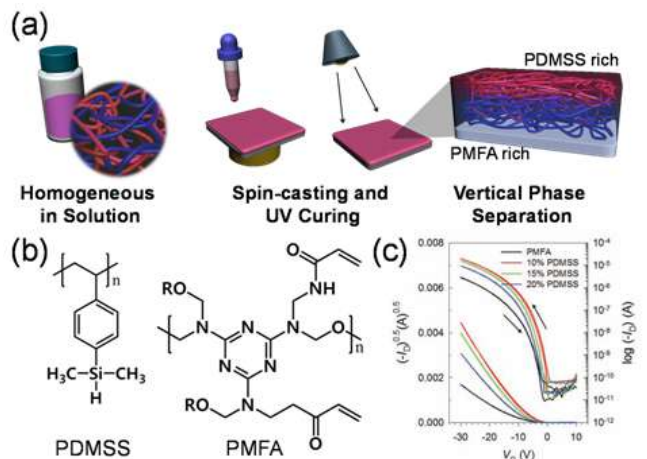 (a)
PDMSS rich
PMFA rich
Homogeneous
in Solution
Spin-casting and
UV Curing
Vertical Phase
Separation
(b)
n
H₃C
Si
CH₃
H
PDMSS
O
NH
RO
N
N
O
n
N
N
N
RO
N
O
PMFA
(c)
0.008
0.006
0.004
0.002
0.000
(-I_D)^0.5(A)^0.5
PMFA
10% PDMSS
15% PDMSS
20% PDMSS
10⁻⁴
10⁻⁵
10⁻⁶
10⁻⁷
10⁻⁸
10⁻⁹
10⁻¹⁰
10⁻¹¹
10⁻¹²
log (-I_D) (A)
-30 -20 -10 0 10